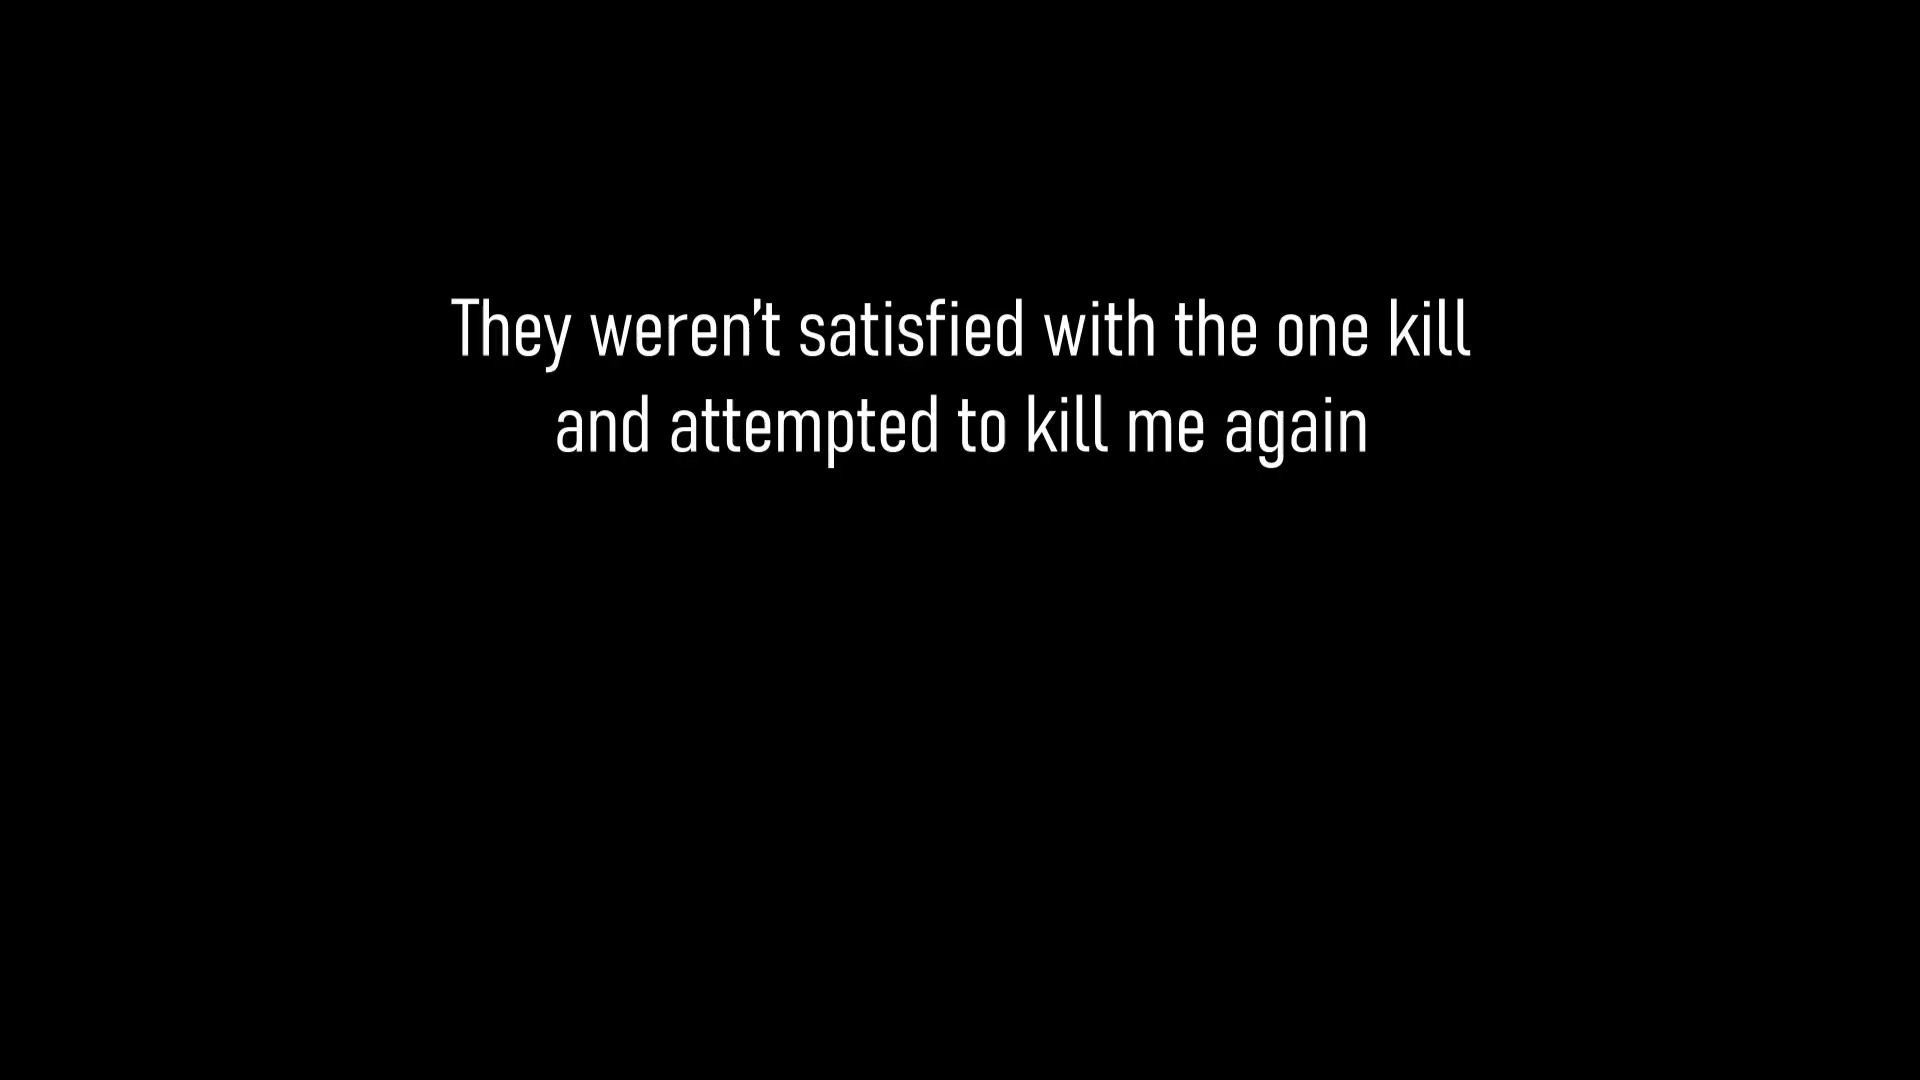 They weren’t satisfied with the one kill
and attempted to kill me again